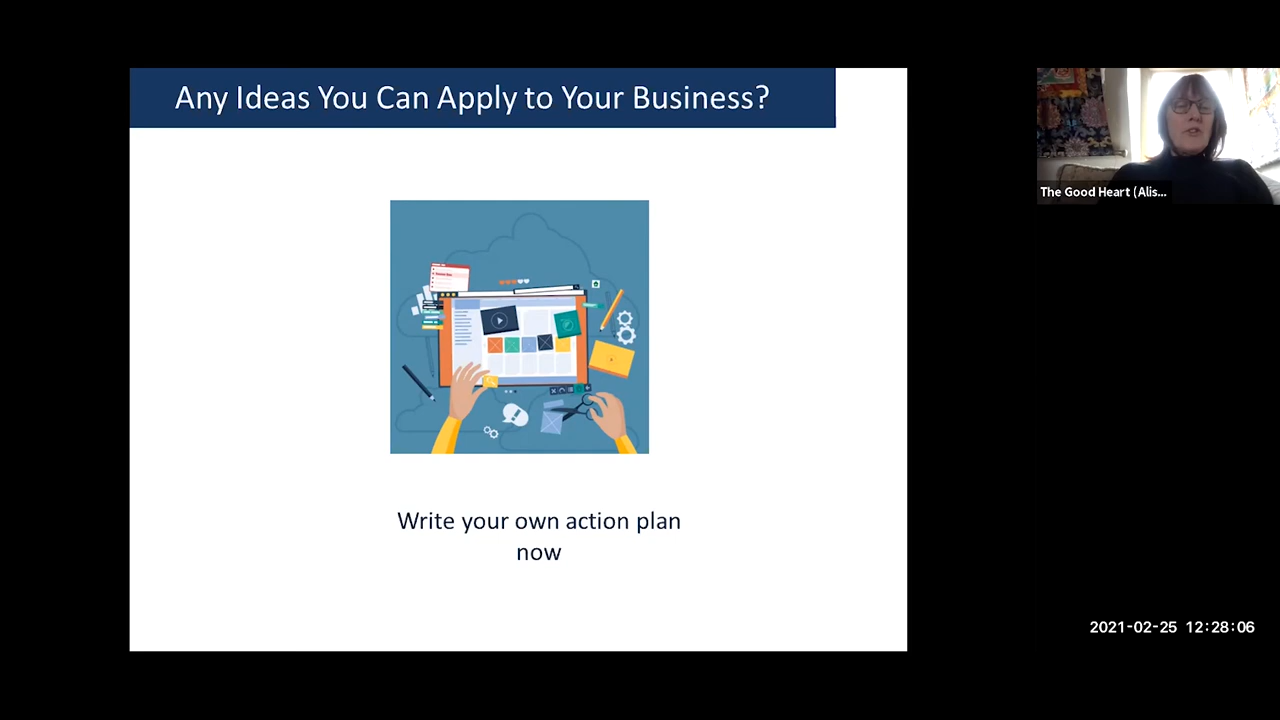 Any Ideas You Can Apply to Your Business?
The Good Heart (Alis...
Write your own action plan
now
2021-02-25 12:28:06